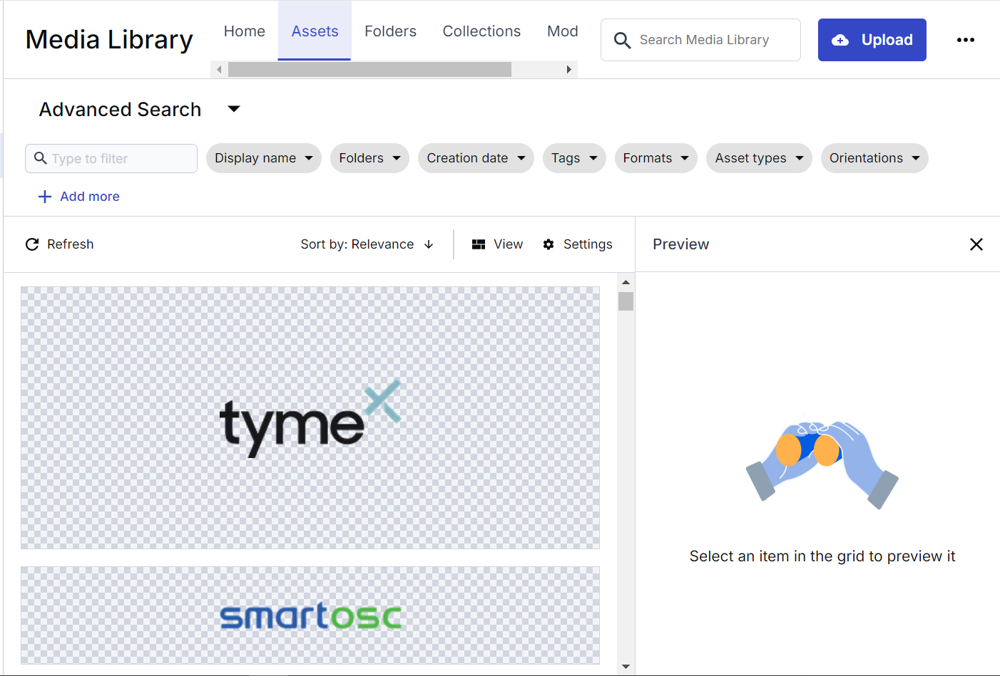 Media Library
Home Assets Folders Collections Mod
Search Media Library
Upload
Advanced Search
Type to filter
Display name
Folders
Creation date
Tags
Formats
Asset types
Orientations
Add more
Refresh
Sort by: Relevance
View
Settings
Preview
tymex
smartosc
Select an item in the grid to preview it